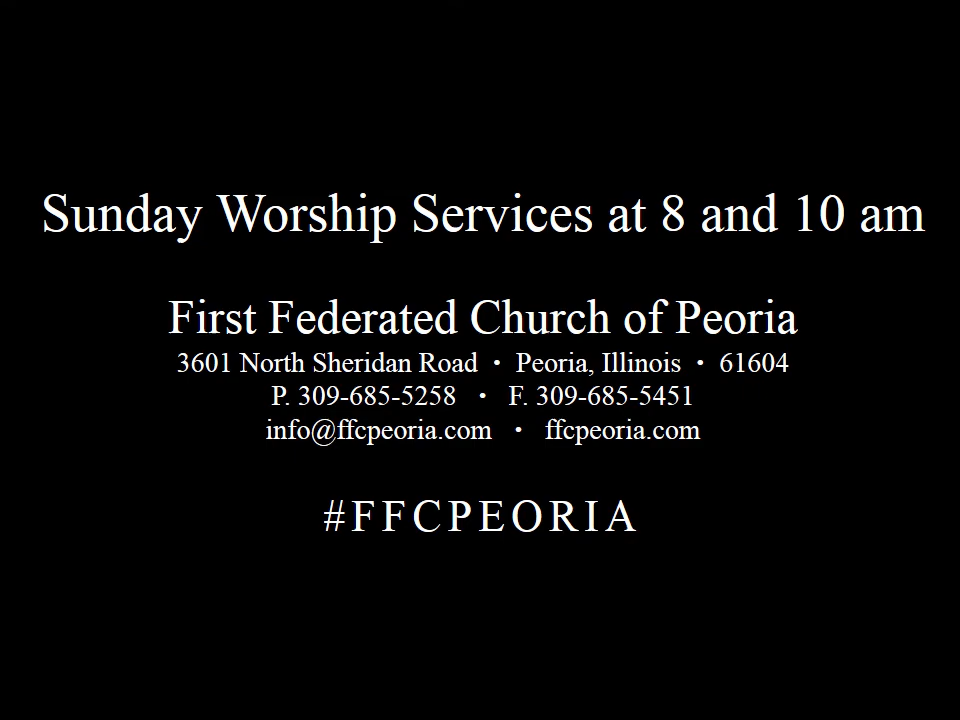 Sunday Worship Services at 8 and 10 am
First Federated Church of Peoria
3601 North Sheridan Road · Peoria, Illinois · 61604
P. 309-685-5258 · F. 309-685-5451
info@ffcpeoria.com · ffcpeoria.com
#FFCPEORIA